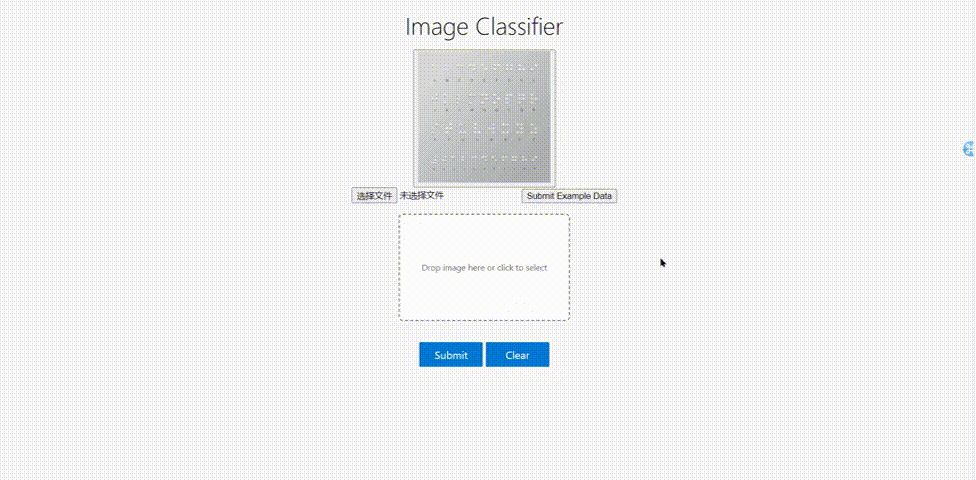 Image Classifier
选择文件 未选择文件 Submit Example Data
Drop image here or click to select
Submit Clear